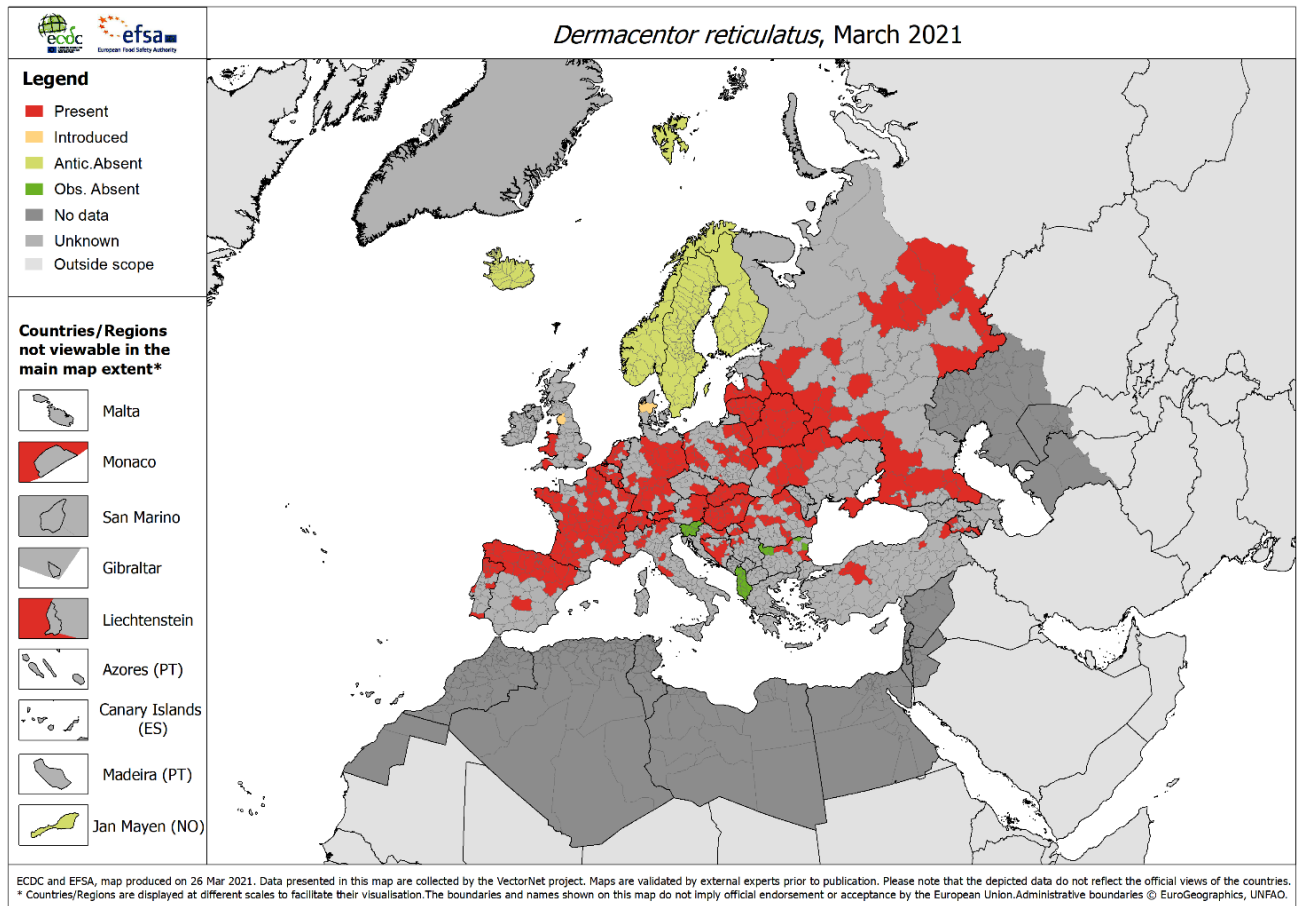 ecdc
efsa
European Food Safety Authority
Dermacentor reticulatus, March 2021
Legend
Present
Introduced
Antic.Absent
Obs. Absent
No data
Unknown
Outside scope
Countries/Regions
not viewable in the
main map extent*
Malta
Monaco
San Marino
Gibraltar
Liechtenstein
Azores (PT)
Canary Islands
(ES)
Madeira (PT)
Jan Mayen (NO)
ECDC and EFSA, map produced on 26 Mar 2021. Data presented in this map are collected by the VectorNet project. Maps are validated by external experts prior to publication. Please note that the depicted data do not reflect the official views of the countries.
* Countries/Regions are displayed at different scales to facilitate their visualisation.The boundaries and names shown on this map do not imply official endorsement or acceptance by the European Union.Administrative boundaries © EuroGeographics, UNFAO.